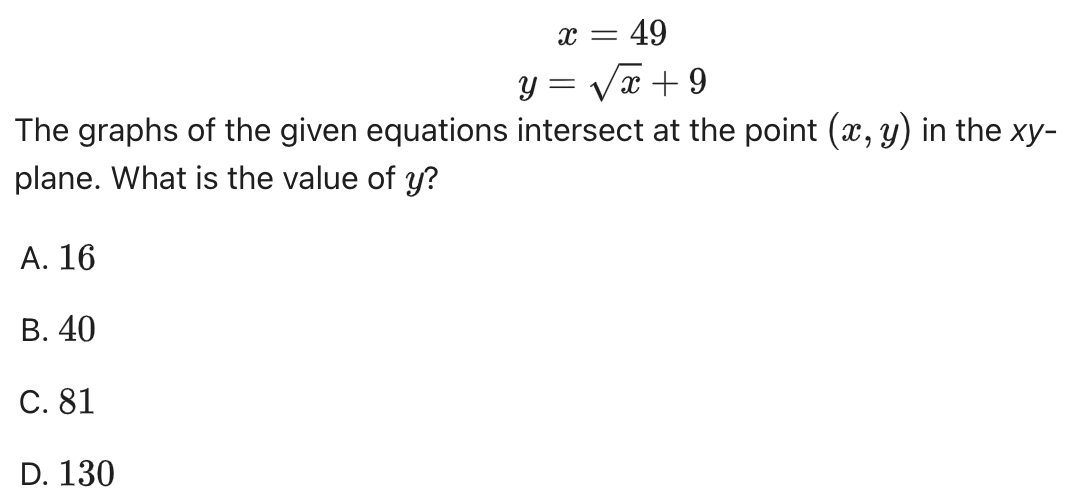 x = 49
y = √x + 9
The graphs of the given equations intersect at the point (x, y) in the xy-
plane. What is the value of y?
A. 16
B. 40
C. 81
D. 130